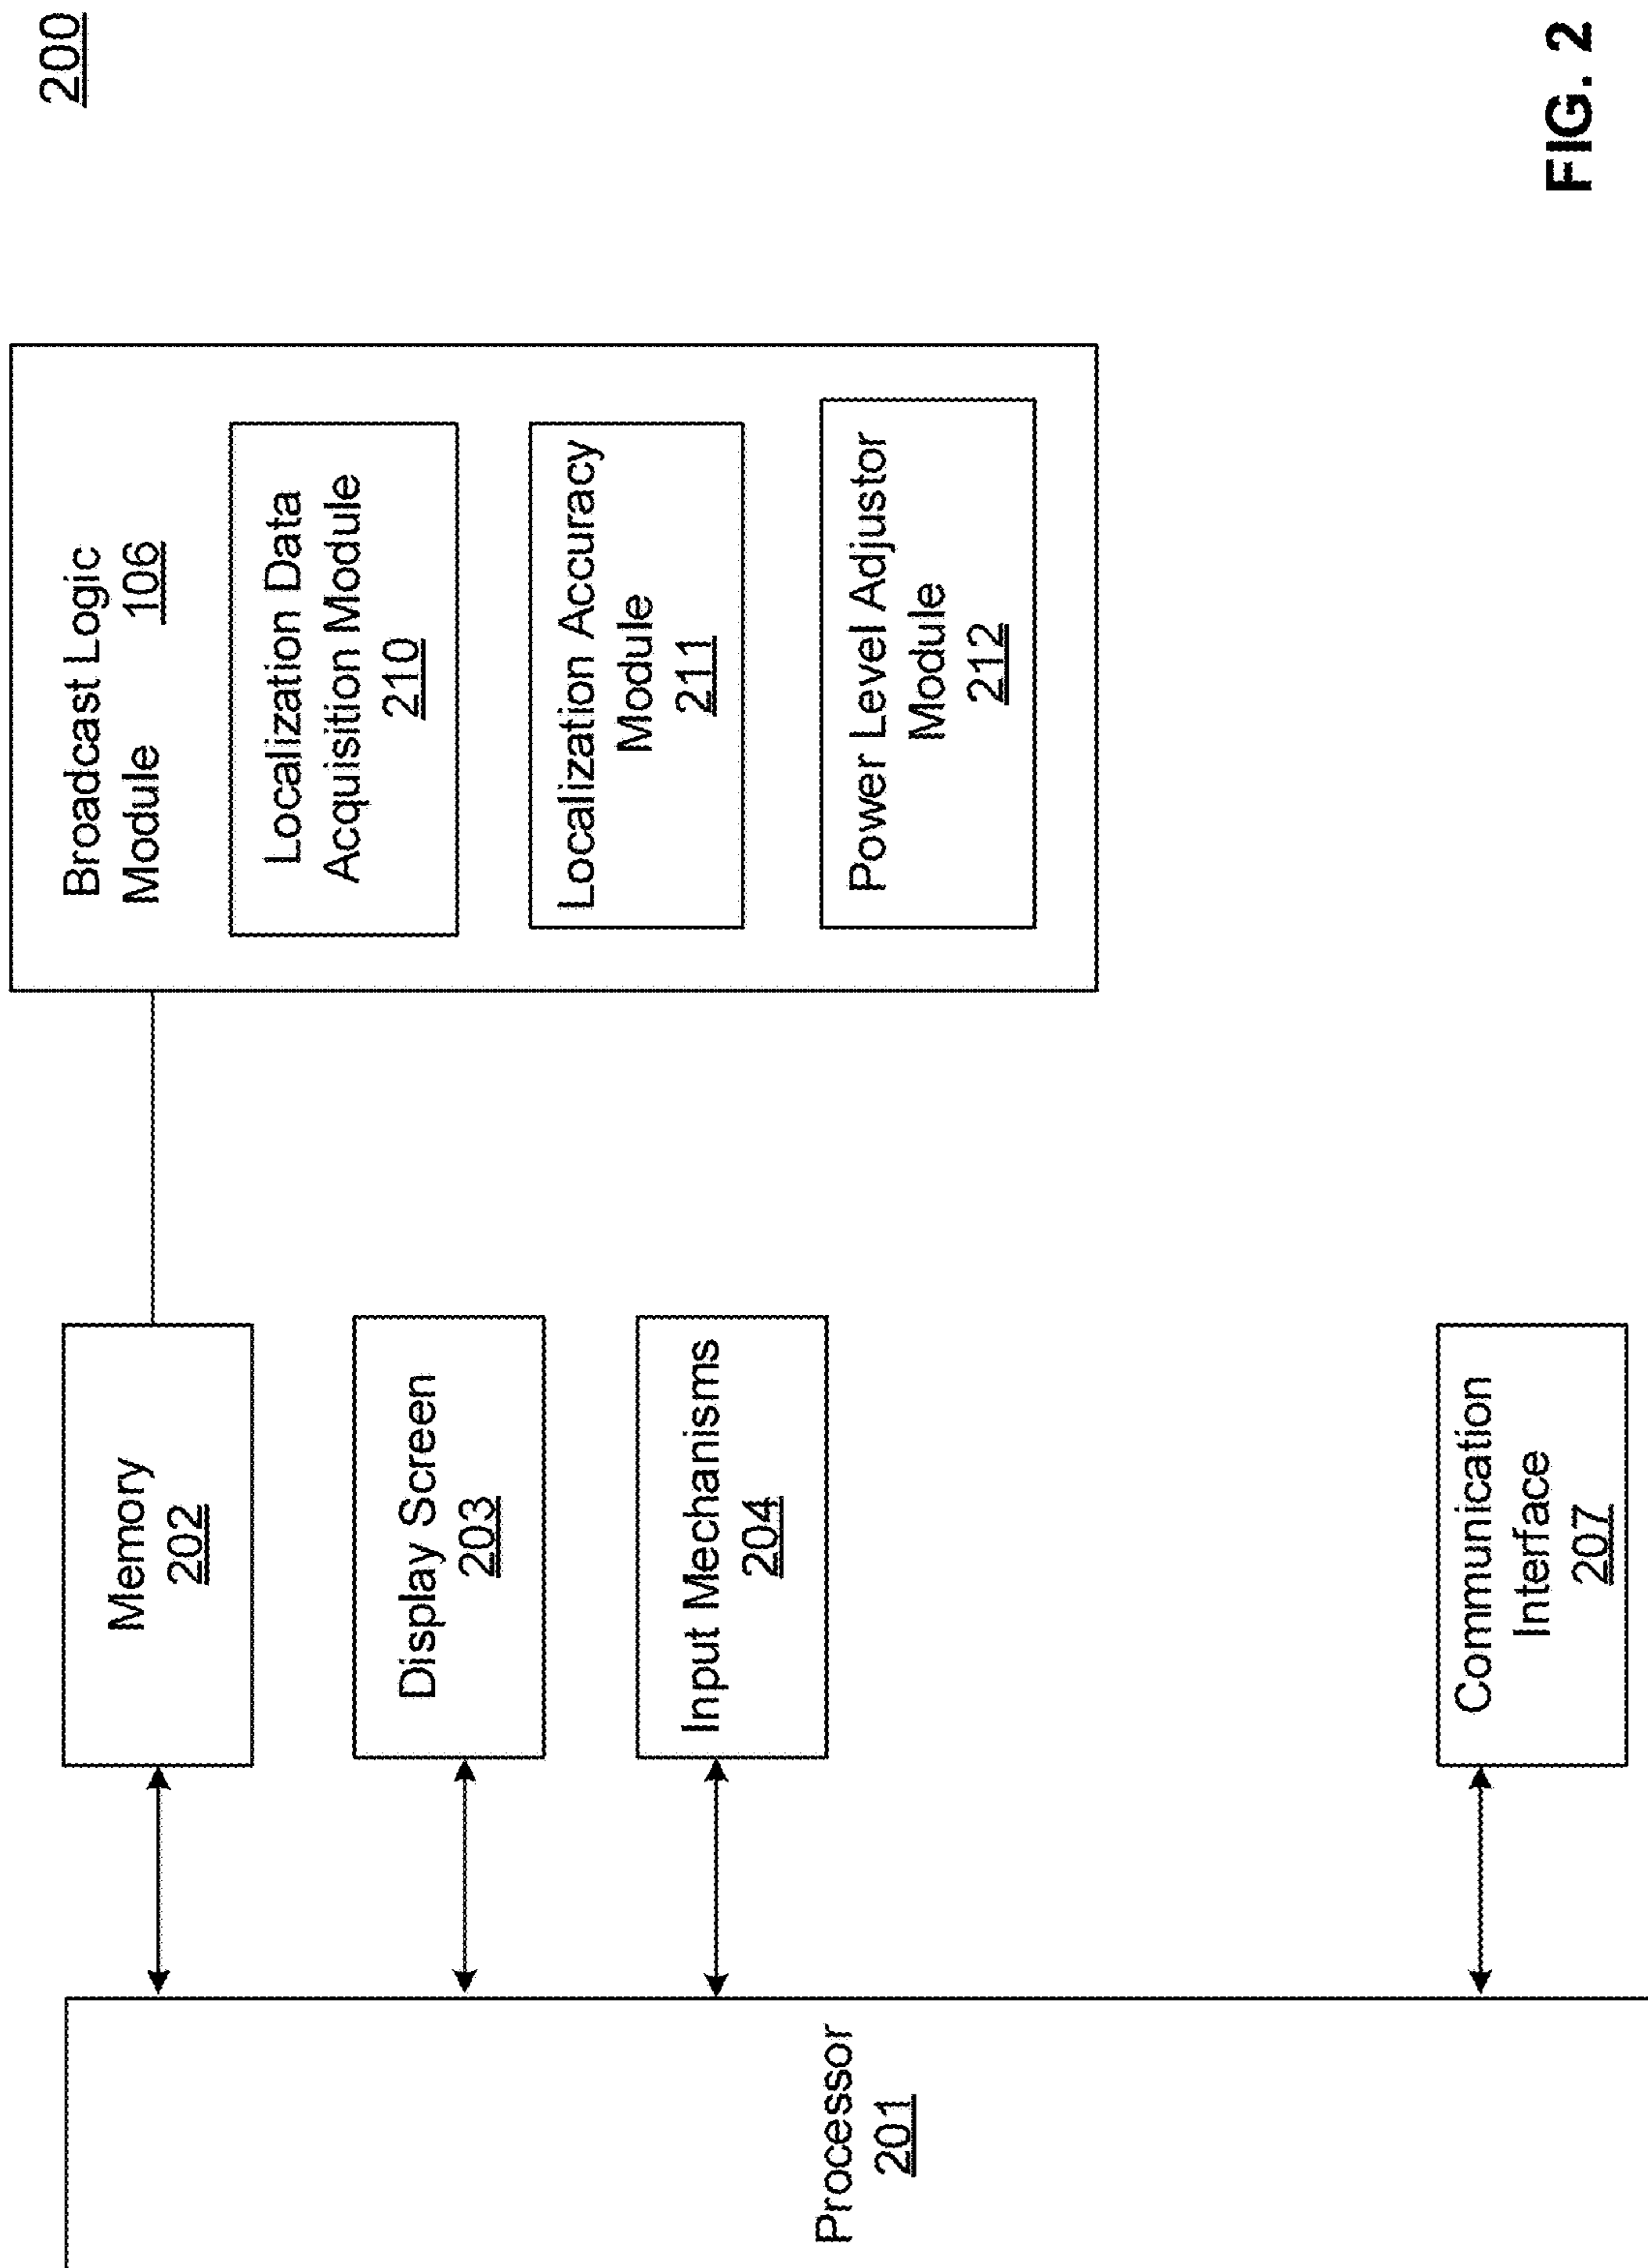 200
Processor
201
Memory
202
Display Screen
203
Input Mechanisms
204
Communication
Interface
207
Broadcast Logic
Module 106
Localization Data
Acquisition Module
210
Localization Accuracy
Module
211
Power Level Adjustor
Module
212
FIG. 2